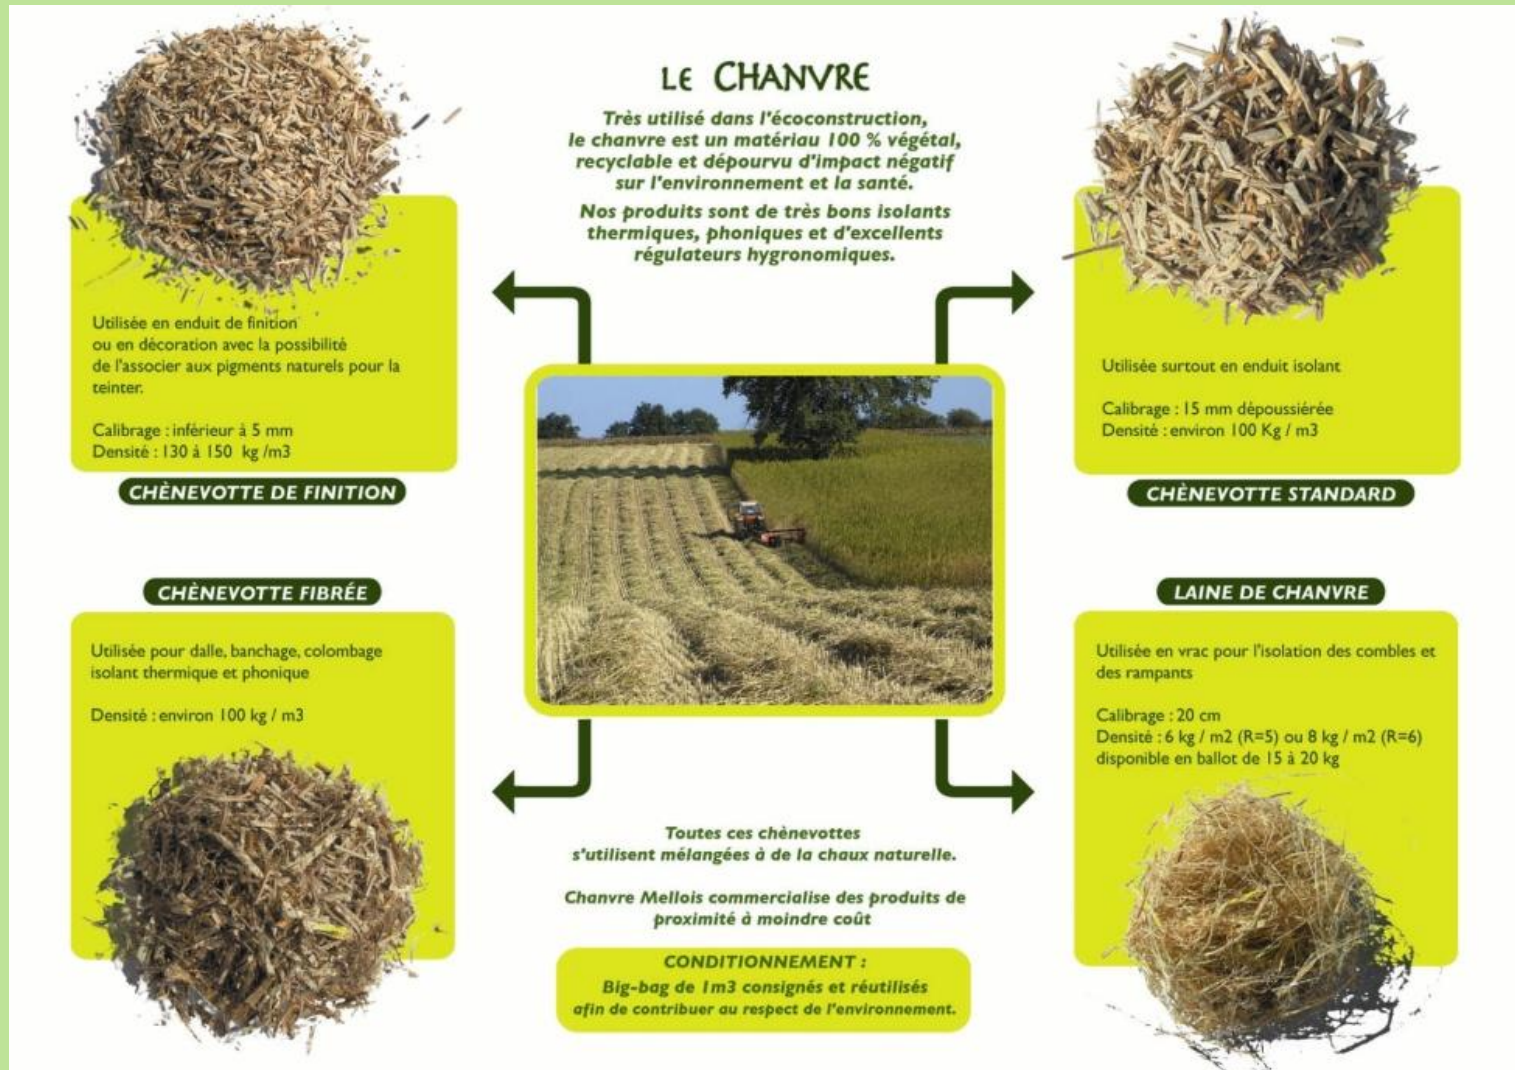 LE CHANVRE
Très utilisé dans l'écoconstruction,
le chanvre est un matériau 100 % végétal,
recyclable et dépourvu d'impact négatif
sur l'environnement et la santé.
Nos produits sont de très bons isolants
thermiques, phoniques et d'excellents
régulateurs hygronomiques.
Utilisée en enduit de finition
ou en décoration avec la possibilité
de l'associer aux pigments naturels pour la
teinter.
Calibrage : inférieur à 5 mm
Densité : 130 à 150 kg /m3
CHÈNEVOTTE DE FINITION
Utilisée surtout en enduit isolant
Calibrage : 15 mm dépoussiérée
Densité : environ 100 Kg / m3
CHÈNEVOTTE STANDARD
CHÈNEVOTTE FIBRÉE
Utilisée pour dalle, banchage, colombage
isolant thermique et phonique
Densité : environ 100 kg / m3
LAINE DE CHANVRE
Utilisée en vrac pour l'isolation des combles et
des rampants
Calibrage : 20 cm
Densité : 6 kg / m2 (R=5) ou 8 kg / m2 (R=6)
disponible en ballot de 15 à 20 kg
Toutes ces chènevottes
s'utilisent mélangées à de la chaux naturelle.
Chanvre Mellois commercialise des produits de
proximité à moindre coût
CONDITIONNEMENT :
Big-bag de 1m3 consignés et réutilisés
afin de contribuer au respect de l'environnement.